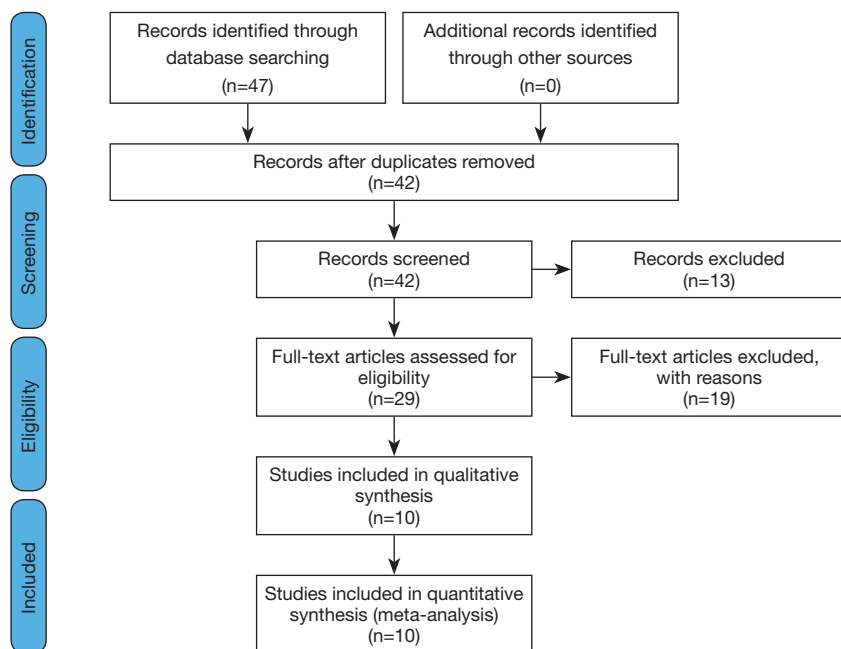 Identification
Records identified through
database searching
(n=47)
Additional records identified
through other sources
(n=0)
Records after duplicates removed
(n=42)
Screening
Records screened
(n=42)
Records excluded
(n=13)
Eligibility
Full-text articles assessed for
eligibility
(n=29)
Full-text articles excluded,
with reasons
(n=19)
Studies included in qualitative
synthesis
(n=10)
Included
Studies included in quantitative
synthesis (meta-analysis)
(n=10)